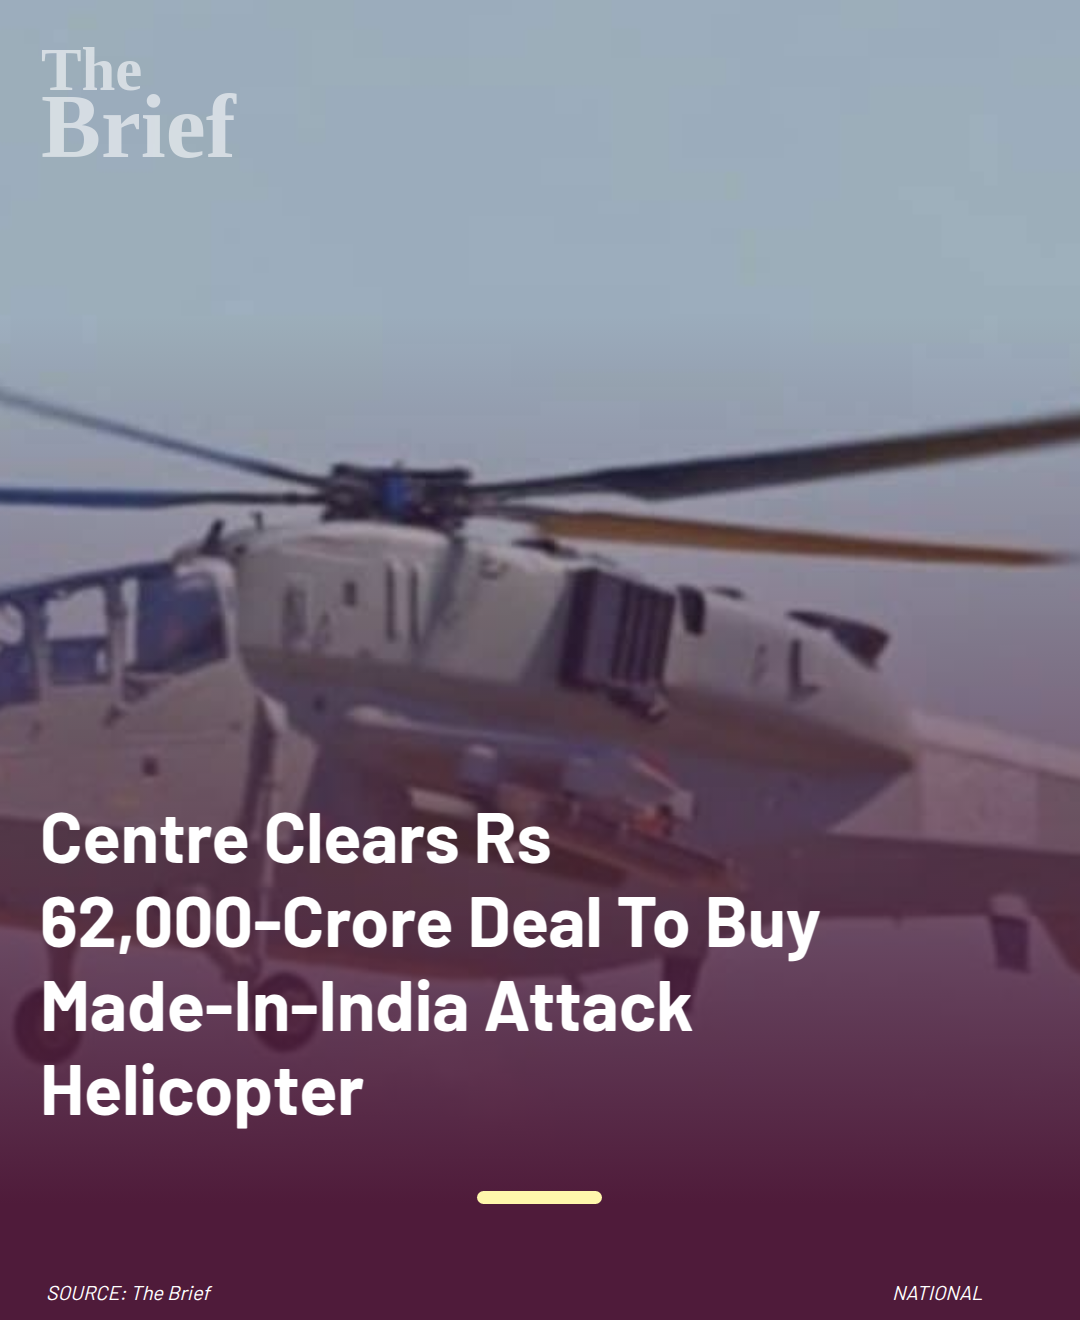 The
Brief
Centre Clears Rs
62,000-Crore Deal To Buy
Made-In-India Attack
Helicopter
SOURCE: The Brief
NATIONAL